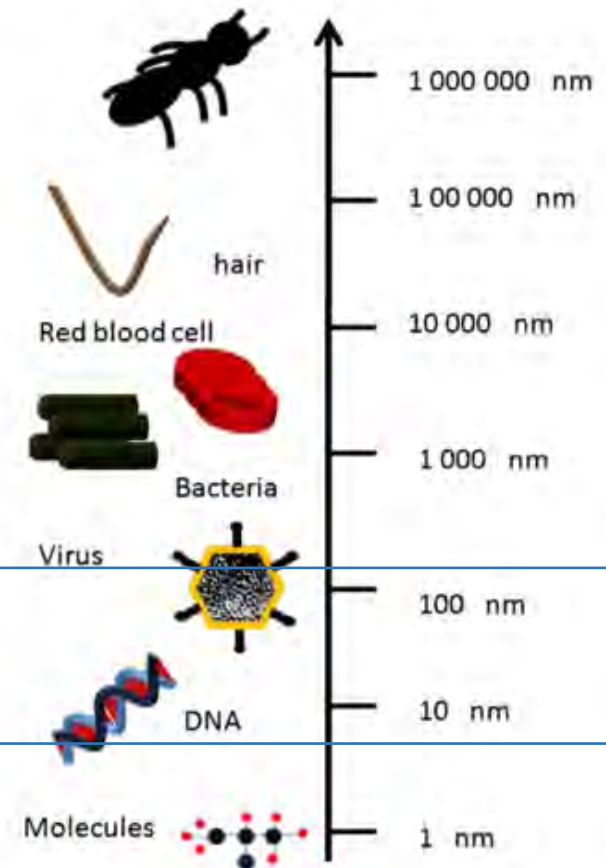 1 000 000 nm
1 00 000 nm
hair
10 000 nm
Red blood cell
1 000 nm
Bacteria
Virus
100 nm
10 nm
DNA
Molecules
1 nm